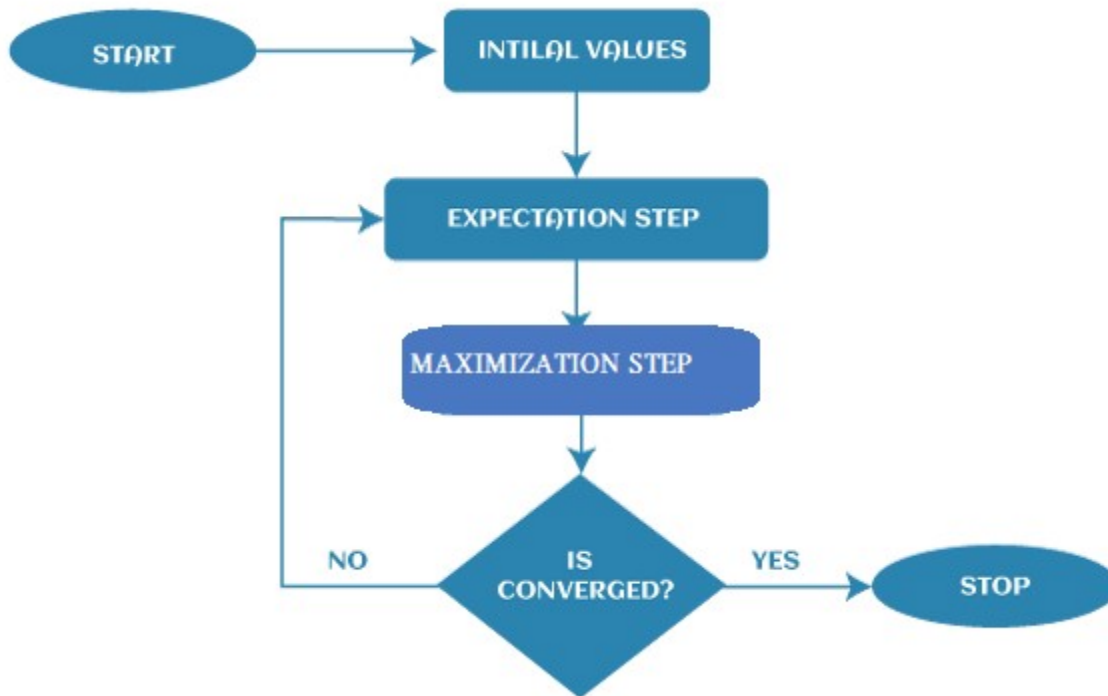 START
INTILAL VALUES
EXPECTATION STEP
MAXIMIZATION STEP
IS
CONVERGED?
NO
YES
STOP